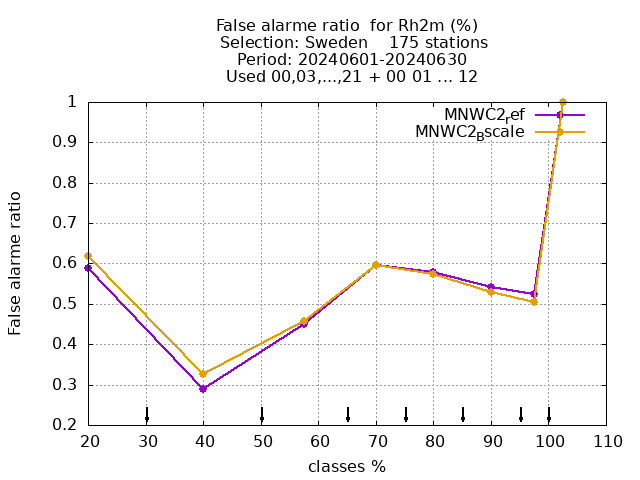 False alarme ratio  for Rh2m (%)
Selection: Sweden    175 stations
Period: 20240601-20240630
Used 00,03,...,21 + 00 01 ... 12
MNWC2ref
MNWC2Bscale
False alarme ratio
1
0.9
0.8
0.7
0.6
0.5
0.4
0.3
0.2
20 30 40 50 60 70 80 90 100 110
classes %